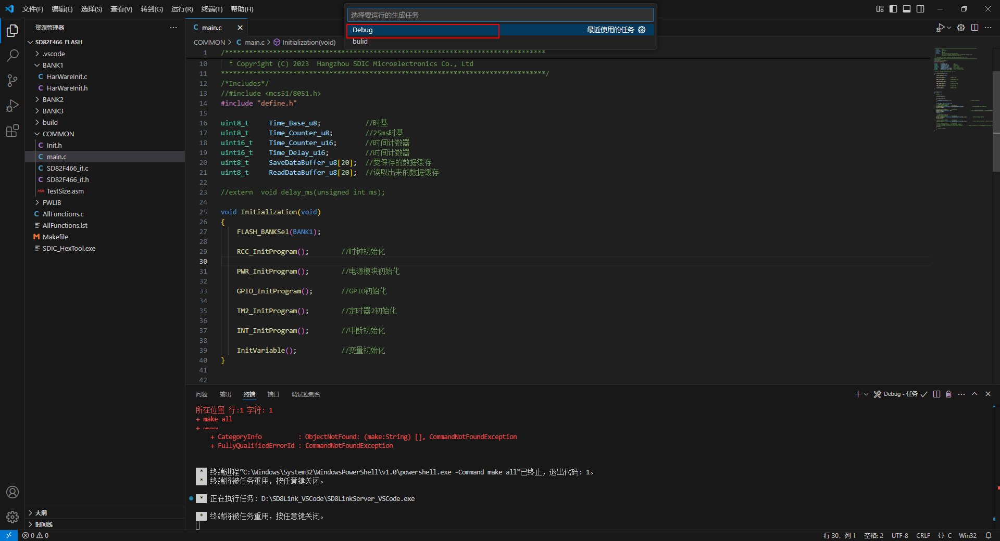 文件(F) 编辑(E) 选择(S) 查看(V) 转到(G) 运行(R) 终端(T) 帮助(H)
选择要运行的生成任务
Debug 最近使用的任务
bulid
资源管理器
SD82F466_FLASH
.vscode
BANK1
HarWareInit.c
HarWareInit.h
BANK2
BANK3
build
COMMON
Init.h
main.c
SD82F466_it.c
SD82F466_it.h
TestSize.asm
FWLIB
AllFunctions.c
AllFunctions.lst
Makefile
SDIC_HexTool.exe
大纲
时间线
main.c
COMMON > main.c > Initialization(void)
1 /********************************************************************************
10 * Copyright (C) 2023 Hangzhou SDIC Microelectronics Co., Ltd
11 *********************************************************************************/
12 /*Includes*/
13 //#include <mcs51/8051.h>
14 #include "define.h"
15
16 uint8_t Time_Base_u8; //时基
17 uint8_t Time_Counter_u8; //25ms时基
18 uint16_t Time_Counter_u16; //时间计数器
19 uint16_t Time_Delay_u16; //时间计数器
20 uint8_t SaveDataBuffer_u8[20]; //要保存的数据缓存
21 uint8_t ReadDataBuffer_u8[20]; //读取出来的数据缓存
22
23 //extern void delay_ms(unsigned int ms);
24
25 void Initialization(void)
26 {
27 FLASH_BANKSel(BANK1);
28
29 RCC_InitProgram(); //时钟初始化
30
31 PWR_InitProgram(); //电源模块初始化
32
33 GPIO_InitProgram(); //GPIO初始化
34
35 TM2_InitProgram(); //定时器2初始化
36
37 INT_InitProgram(); //中断初始化
38
39 InitVariable(); //变量初始化
40 }
41
42
问题 输出 终端 端口 调试控制台
Debug - 任务
所在位置 行:1 字符: 1
+ make all
+ ~~~~
+ CategoryInfo : ObjectNotFound: (make:String) [], CommandNotFoundException
+ FullyQualifiedErrorId : CommandNotFoundException
* 终端进程“C:\Windows\System32\WindowsPowerShell\v1.0\powershell.exe -Command make all”已终止，退出代码: 1。
* 终端将被任务重用，按任意键关闭。
* 正在执行任务: D:\SD8Link_VSCode\SD8LinkServer_VSCode.exe
* 终端将被任务重用，按任意键关闭。
0 0
行 30，列 1 空格: 2 UTF-8 CRLF {} C Win32